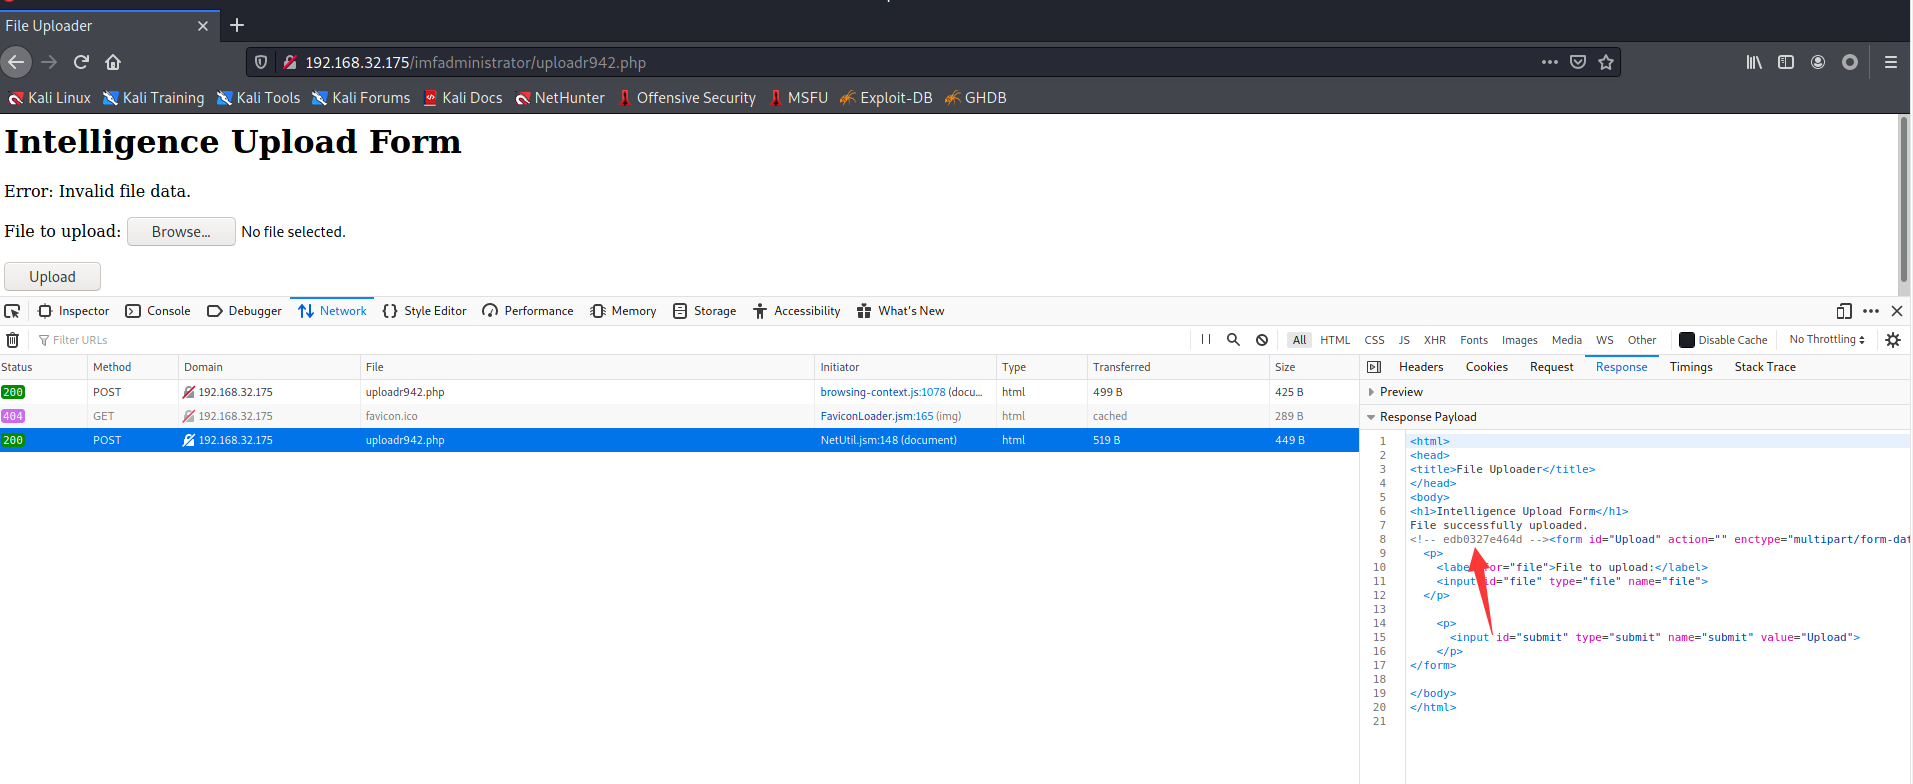 File Uploader
192.168.32.175/imfadministrator/uploadr942.php
Kali Linux Kali Training Kali Tools Kali Forums Kali Docs NetHunter Offensive Security MSFU Exploit-DB GHDB
Intelligence Upload Form
Error: Invalid file data.
File to upload: Browse... No file selected.
Upload
Inspector Console Debugger Network Style Editor Performance Memory Storage Accessibility What's New
Filter URLs All HTML CSS JS XHR Fonts Images Media WS Other Disable Cache No Throttling
Status Method Domain File Initiator Type Transferred Size
200 POST 192.168.32.175 uploadr942.php browsing-context.js:1078 (docu... html 499 B 425 B
404 GET 192.168.32.175 favicon.ico FaviconLoader.jsm:165 (img) html cached 289 B
200 POST 192.168.32.175 uploadr942.php NetUtil.jsm:148 (document) html 519 B 449 B
Headers Cookies Request Response Timings Stack Trace
Preview
Response Payload
1 <html>
2 <head>
3 <title>File Uploader</title>
4 </head>
5 <body>
6 <h1>Intelligence Upload Form</h1>
7 File successfully uploaded.
8 <!-- edb0327e464d --><form id="Upload" action="" enctype="multipart/form-dat
9 <p>
10 <label for="file">File to upload:</label>
11 <input id="file" type="file" name="file">
12 </p>
13
14 <p>
15 <input id="submit" type="submit" name="submit" value="Upload">
16 </p>
17 </form>
18
19 </body>
20 </html>
21